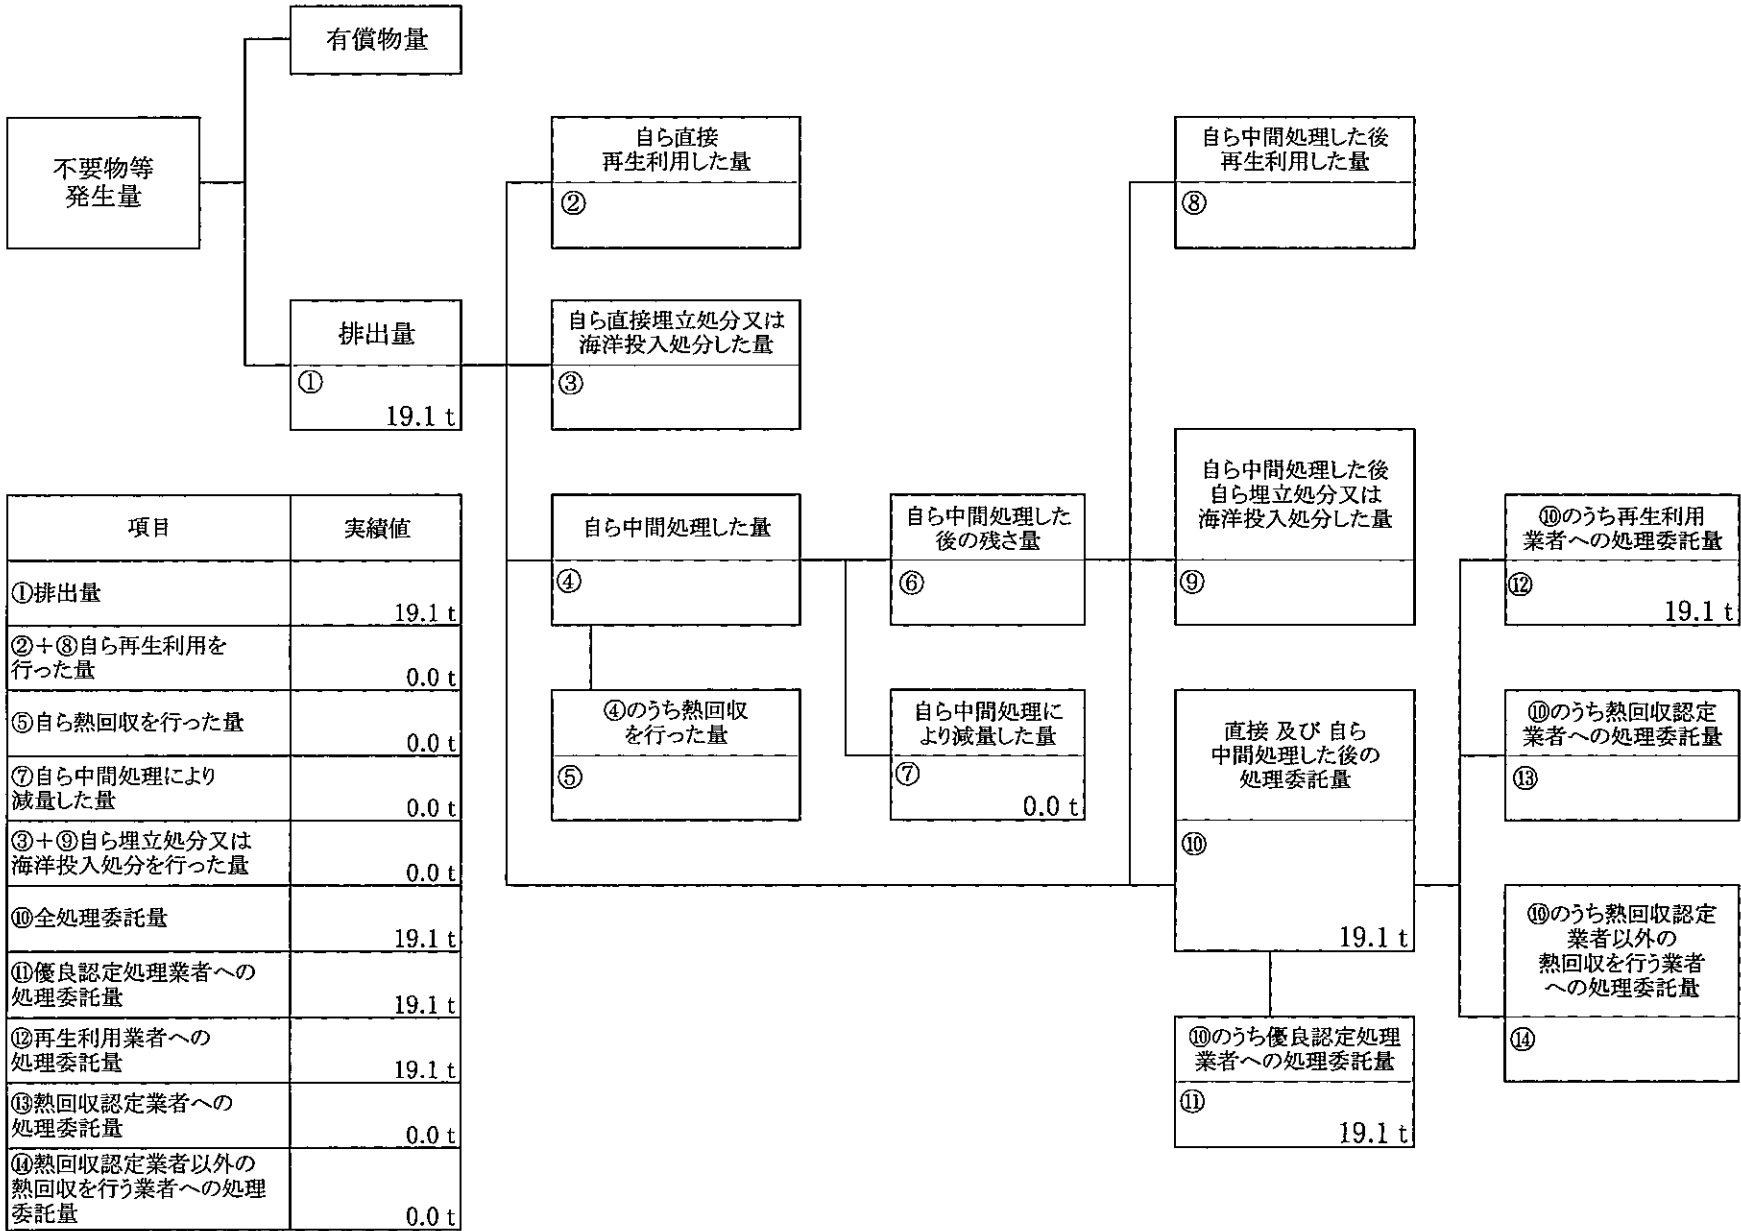 有償物量
不要物等
発生量
自ら直接
再生利用した量
②
自ら中間処理した後
再生利用した量
⑧
排出量
①
19.1 t
自ら直接埋立処分又は
海洋投入処分した量
③
自ら中間処理した量
④
自ら中間処理した
後の残さ量
⑥
自ら中間処理した後
自ら埋立処分又は
海洋投入処分した量
⑨
⑩のうち再生利用
業者への処理委託量
⑫
19.1 t
④のうち熱回収
を行った量
⑤
自ら中間処理に
より減量した量
⑦
0.0 t
直接 及び 自ら
中間処理した後の
処理委託量
⑩
19.1 t
⑩のうち熱回収認定
業者への処理委託量
⑬
⑩のうち熱回収認定
業者以外の
熱回収を行う業者
への処理委託量
⑭
⑩のうち優良認定処理
業者への処理委託量
⑪
19.1 t
項目 実績値
①排出量
19.1 t
②+⑧自ら再生利用を
行った量
0.0 t
⑤自ら熱回収を行った量
0.0 t
⑦自ら中間処理により
減量した量
0.0 t
③+⑨自ら埋立処分又は
海洋投入処分を行った量
0.0 t
⑩全処理委託量
19.1 t
⑪優良認定処理業者への
処理委託量
19.1 t
⑫再生利用業者への
処理委託量
19.1 t
⑬熱回収認定業者への
処理委託量
0.0 t
⑭熱回収認定業者以外の
熱回収を行う業者への処理
委託量
0.0 t